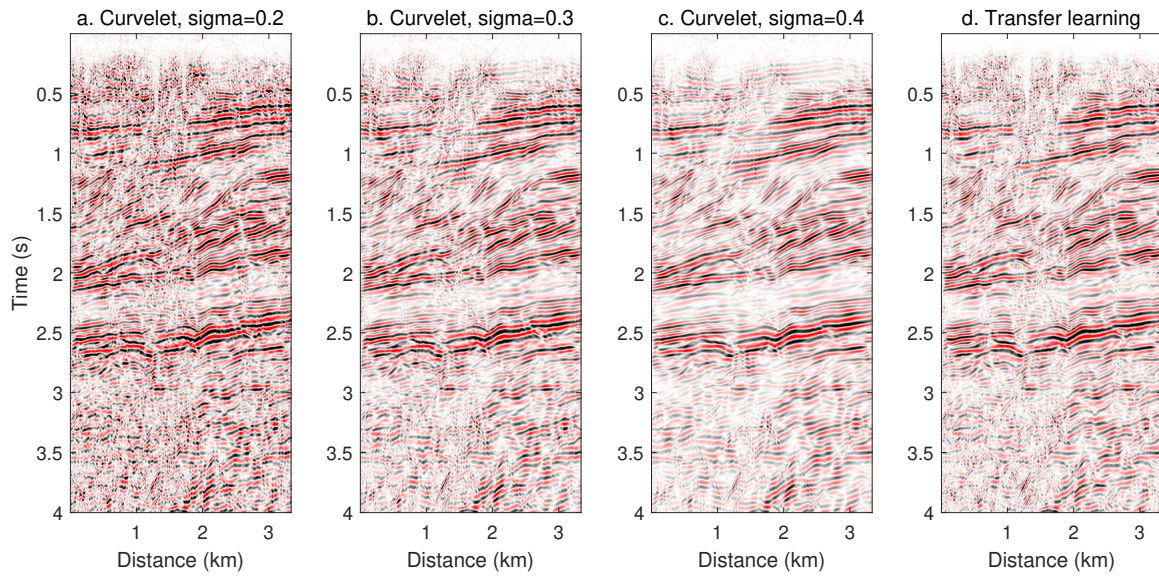 a. Curvelet, sigma=0.2
b. Curvelet, sigma=0.3
c. Curvelet, sigma=0.4
d. Transfer learning
Time (s)
0.5
1
1.5
2
2.5
3
3.5
4
1 2 3
Distance (km)
0.5
1
1.5
2
2.5
3
3.5
4
1 2 3
Distance (km)
0.5
1
1.5
2
2.5
3
3.5
4
1 2 3
Distance (km)
0.5
1
1.5
2
2.5
3
3.5
4
1 2 3
Distance (km)